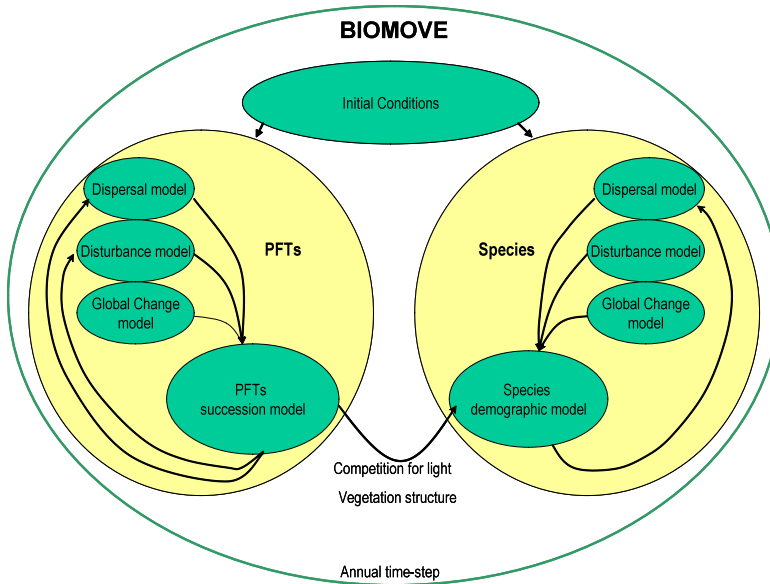 BIOMOVE
Initial Conditions
Dispersal model
Disturbance model
Global Change
model
PFTs
PFTs
succession model
Species
Dispersal model
Disturbance model
Global Change
model
Species
demographic model
Competition for light
Vegetation structure
Annual time-step